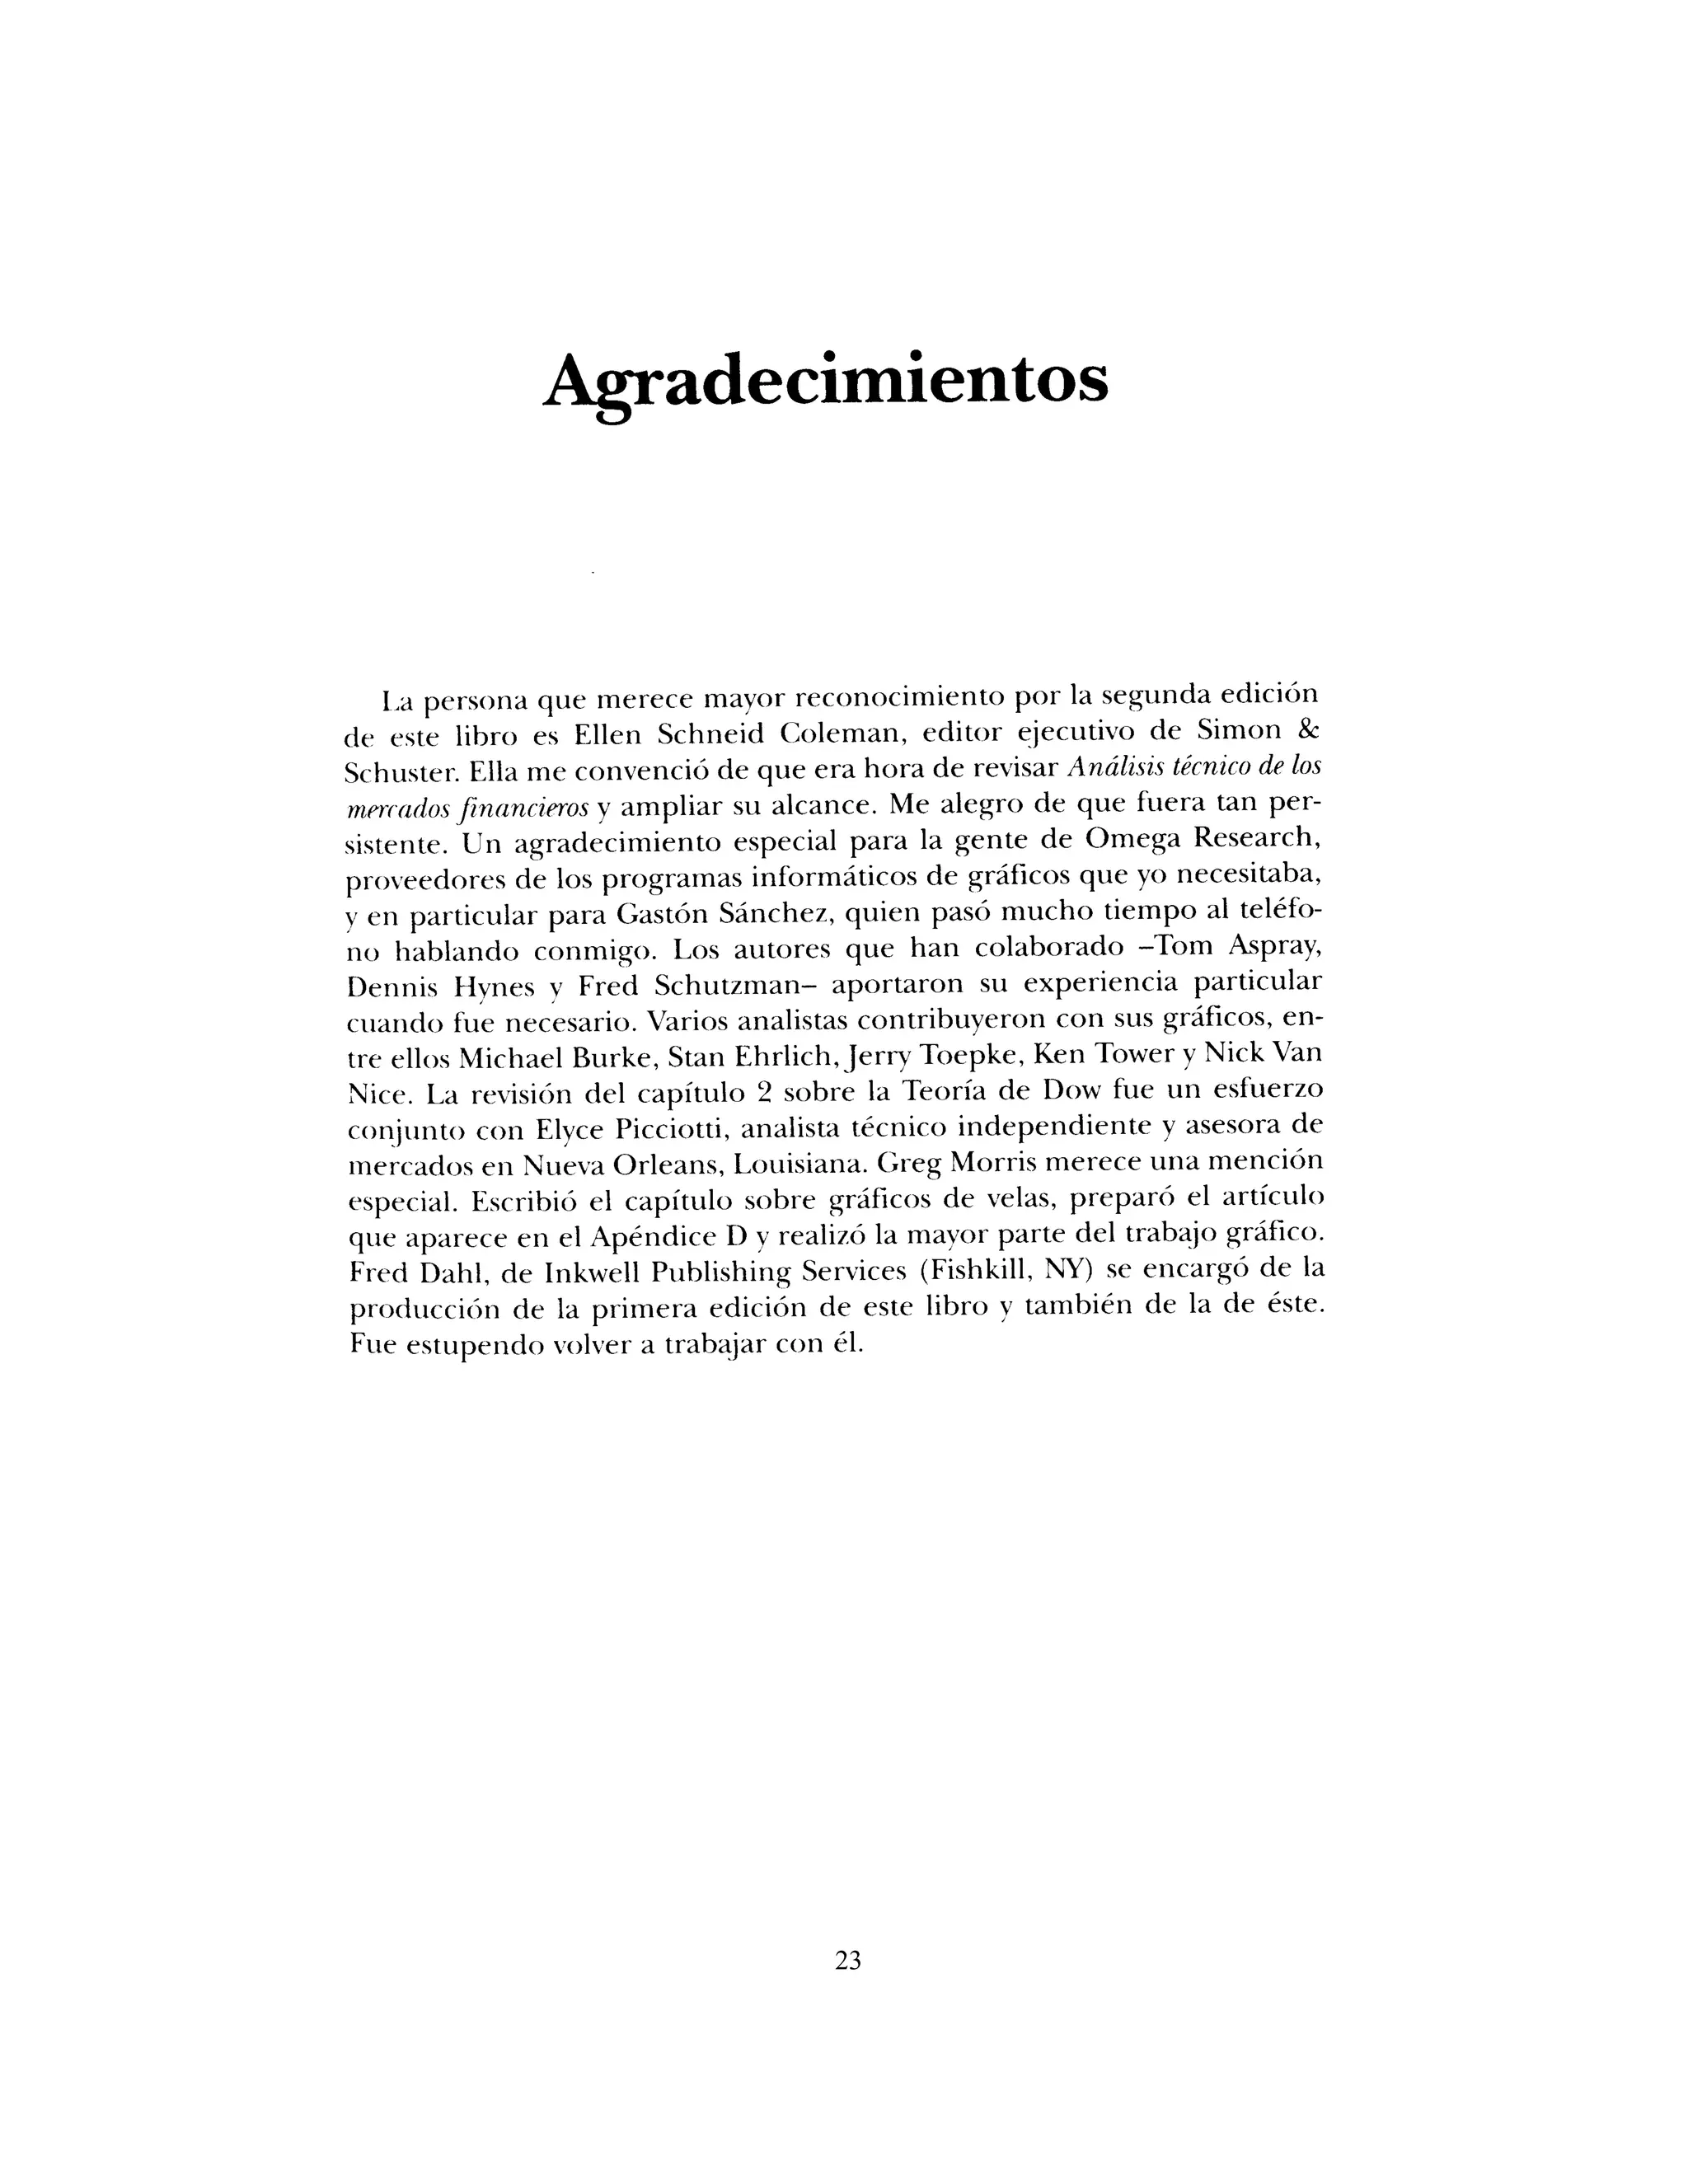 Agradecimientos
La persona que merece mayor reconocimiento por la segunda edición
de este libro es Ellen Schneid Coleman, editor ejecutivo de Simon &
Schuster. Ella me convenció de que era hora de revisar Análisis técnico de los
mercados financieros y ampliar su alcance. Me alegro de que fuera tan per-
sistente. Un agradecimiento especial para la gente de Omega Research,
proveedores de los programas informáticos de gráficos que yo necesitaba,
y en particular para Gastón Sánchez, quien pasó mucho tiempo al teléfo-
no hablando conmigo. Los autores que han colaborado –Tom Aspray,
Dennis Hynes y Fred Schutzman– aportaron su experiencia particular
cuando fue necesario. Varios analistas contribuyeron con sus gráficos, en-
tre ellos Michael Burke, Stan Ehrlich, Jerry Toepke, Ken Tower y Nick Van
Nice. La revisión del capítulo 2 sobre la Teoría de Dow fue un esfuerzo
conjunto con Elyce Picciotti, analista técnico independiente y asesora de
mercados en Nueva Orleans, Louisiana. Greg Morris merece una mención
especial. Escribió el capítulo sobre gráficos de velas, preparó el artículo
que aparece en el Apéndice D y realizó la mayor parte del trabajo gráfico.
Fred Dahl, de Inkwell Publishing Services (Fishkill, NY) se encargó de la
producción de la primera edición de este libro y también de la de éste.
Fue estupendo volver a trabajar con él.
23